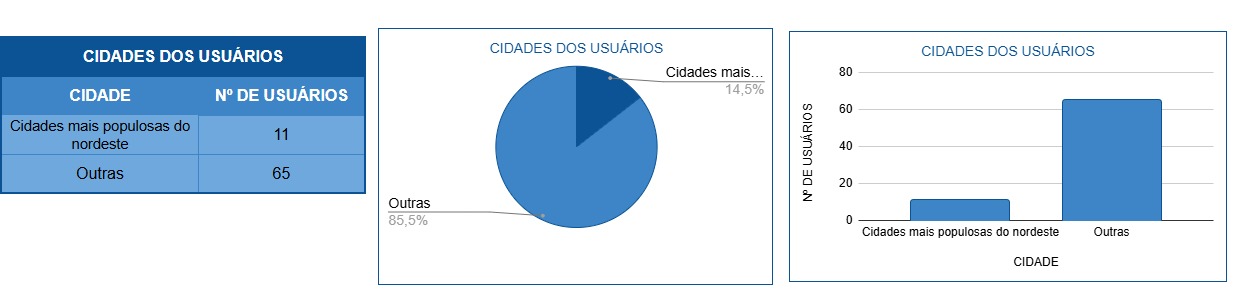 CIDADES DOS USUÁRIOS
CIDADE Nº DE USUÁRIOS
Cidades mais populosas do
nordeste
11
Outras 65
CIDADES DOS USUÁRIOS
Cidades mais...
14,5%
Outras
85,5%
CIDADES DOS USUÁRIOS
Nº DE USUÁRIOS
80
60
40
20
0
Cidades mais populosas do nordeste Outras
CIDADE